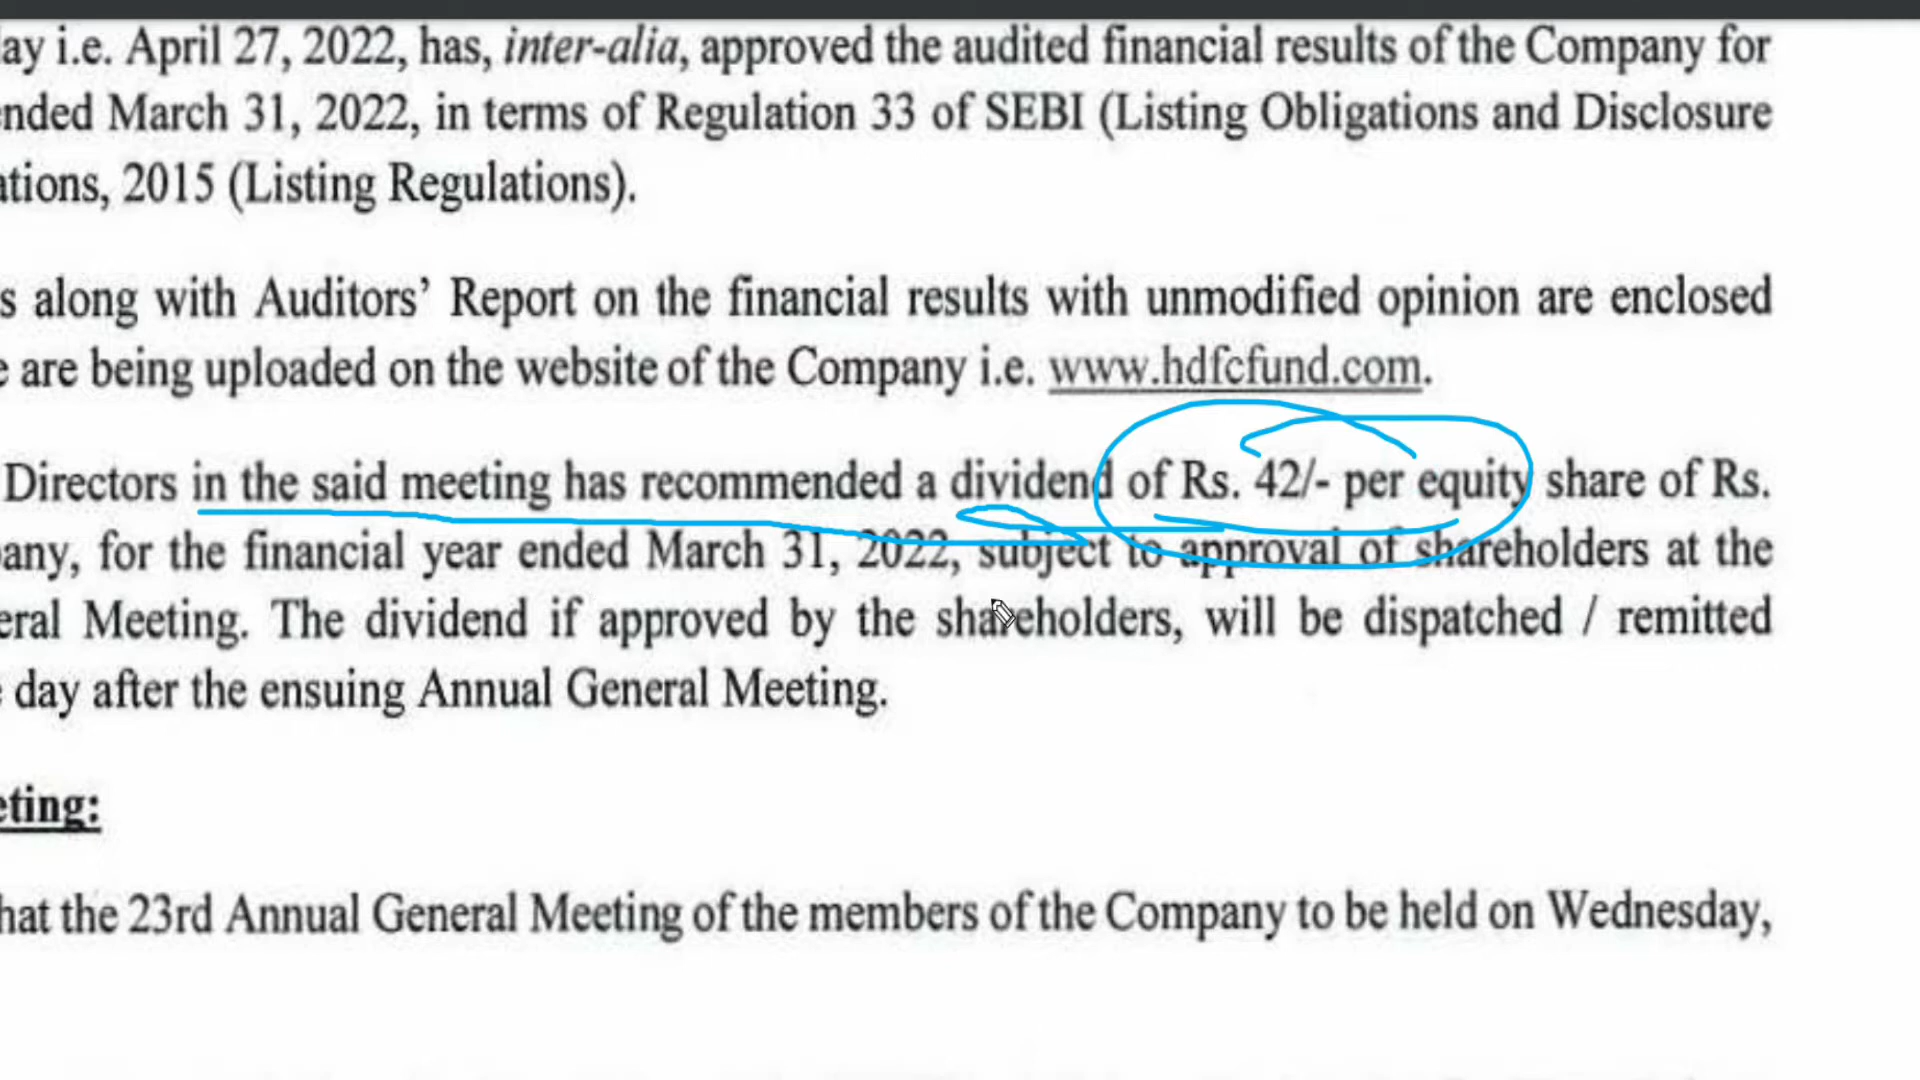 ay i.e. April 27, 2022, has, inter-alia, approved the audited financial results of the Company for
nded March 31, 2022, in terms of Regulation 33 of SEBI (Listing Obligations and Disclosure
ations, 2015 (Listing Regulations).
s along with Auditors’ Report on the financial results with unmodified opinion are enclosed
e are being uploaded on the website of the Company i.e. www.hdfcfund.com.
Directors in the said meeting has recommended a dividend of Rs. 42/- per equity share of Rs.
any, for the financial year ended March 31, 2022, subject to approval of shareholders at the
eral Meeting. The dividend if approved by the shareholders, will be dispatched / remitted
day after the ensuing Annual General Meeting.
eting:
hat the 23rd Annual General Meeting of the members of the Company to be held on Wednesday,